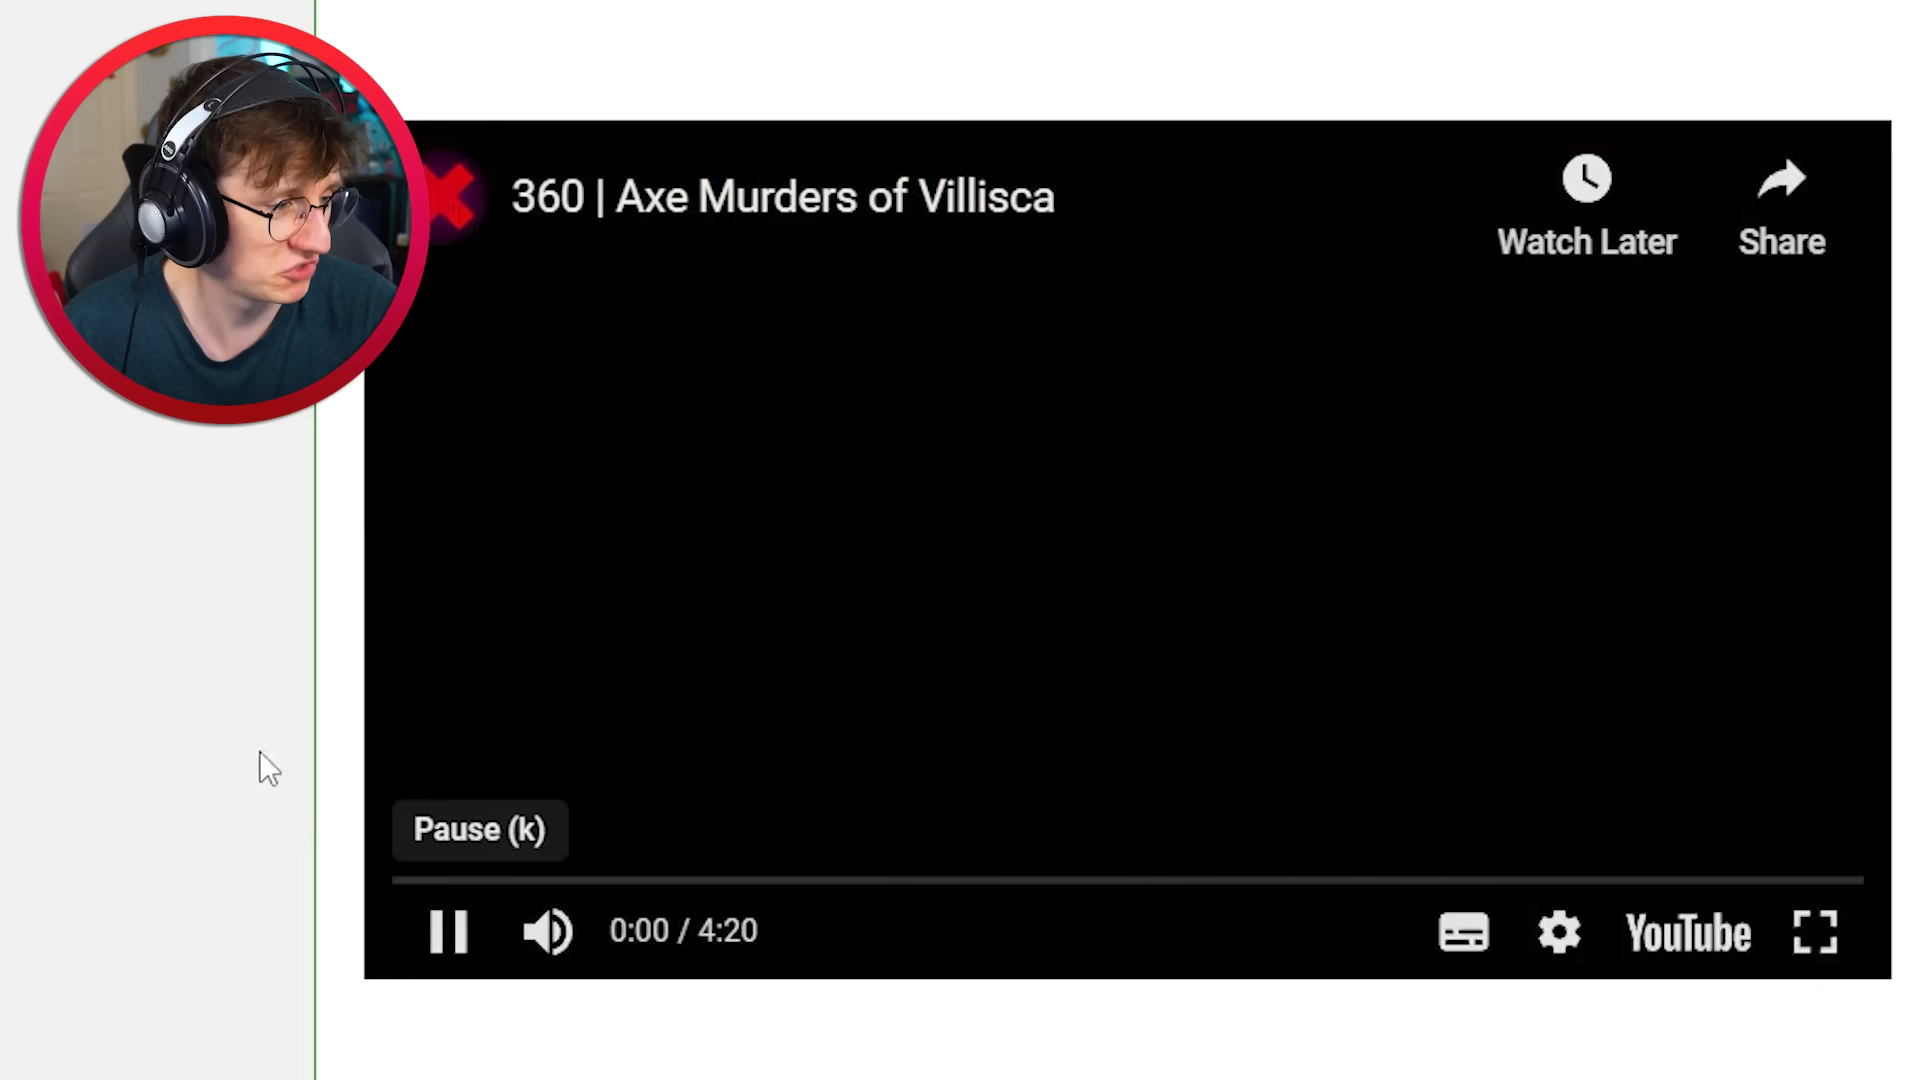 360 | Axe Murders of Villisca
Watch Later
Share
Pause (k)
0:00 / 4:20
YouTube